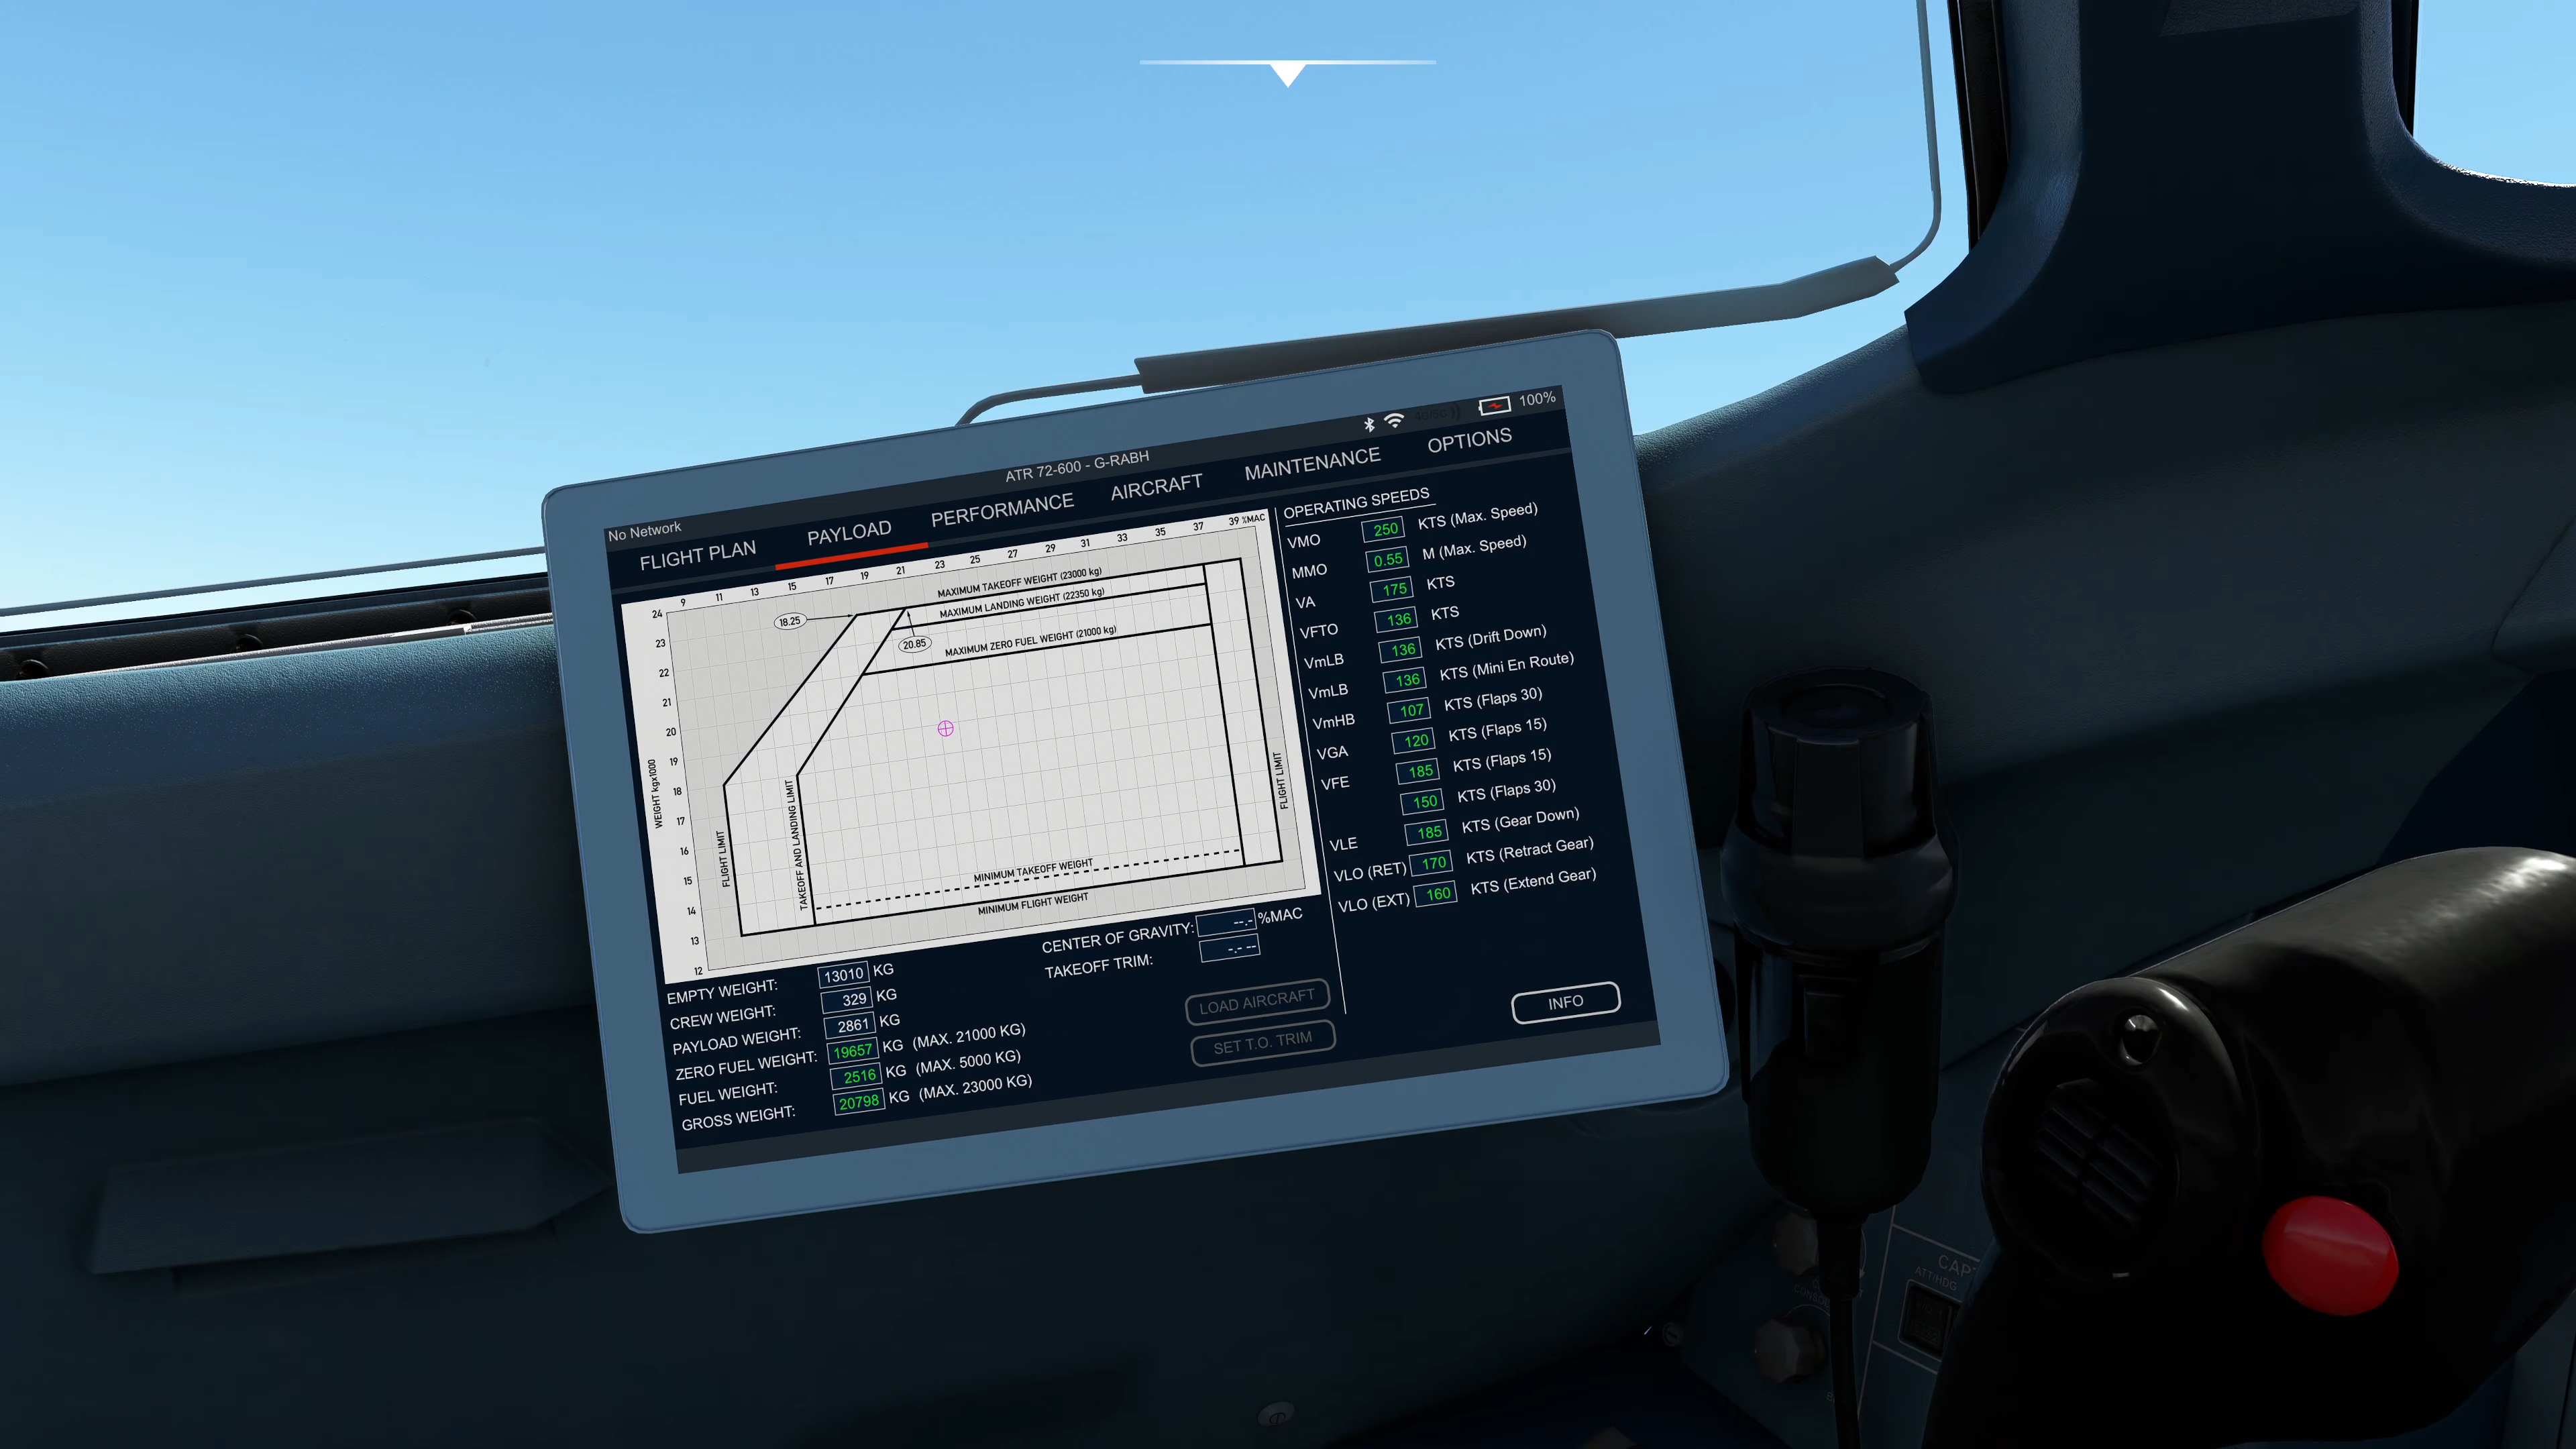 No Network
ATR 72-600 - G-RABH
100%
FLIGHT PLAN PAYLOAD PERFORMANCE AIRCRAFT MAINTENANCE OPTIONS
9 11 13 15 17 19 21 23 25 27 29 31 33 35 37 39 %MAC
24
23
22
21
20
19
18
17
16
15
14
13
12
WEIGHT kgx1000
18.25
20.85
MAXIMUM TAKEOFF WEIGHT (23000 kg)
MAXIMUM LANDING WEIGHT (22350 kg)
MAXIMUM ZERO FUEL WEIGHT (21000 kg)
FLIGHT LIMIT
TAKEOFF AND LANDING LIMIT
FLIGHT LIMIT
MINIMUM TAKEOFF WEIGHT
MINIMUM FLIGHT WEIGHT
EMPTY WEIGHT: 13010 KG
CREW WEIGHT: 329 KG
PAYLOAD WEIGHT: 2861 KG
ZERO FUEL WEIGHT: 19657 KG (MAX. 21000 KG)
FUEL WEIGHT: 2516 KG (MAX. 5000 KG)
GROSS WEIGHT: 20798 KG (MAX. 23000 KG)
CENTER OF GRAVITY: --.- %MAC
TAKEOFF TRIM: -.- --
LOAD AIRCRAFT
SET T.O. TRIM
OPERATING SPEEDS
VMO 250 KTS (Max. Speed)
MMO 0.55 M (Max. Speed)
VA 175 KTS
VFTO 136 KTS
VmLB 136 KTS (Drift Down)
VmLB 136 KTS (Mini En Route)
VmHB 107 KTS (Flaps 30)
VGA 120 KTS (Flaps 15)
VFE 185 KTS (Flaps 15)
150 KTS (Flaps 30)
VLE 185 KTS (Gear Down)
VLO (RET) 170 KTS (Retract Gear)
VLO (EXT) 160 KTS (Extend Gear)
INFO
ATT/HDG